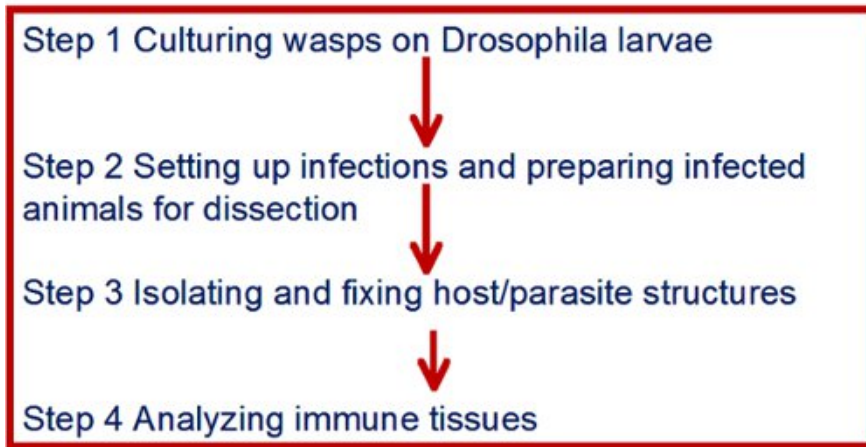 Step 1 Culturing wasps on Drosophila larvae
Step 2 Setting up infections and preparing infected
animals for dissection
Step 3 Isolating and fixing host/parasite structures
Step 4 Analyzing immune tissues